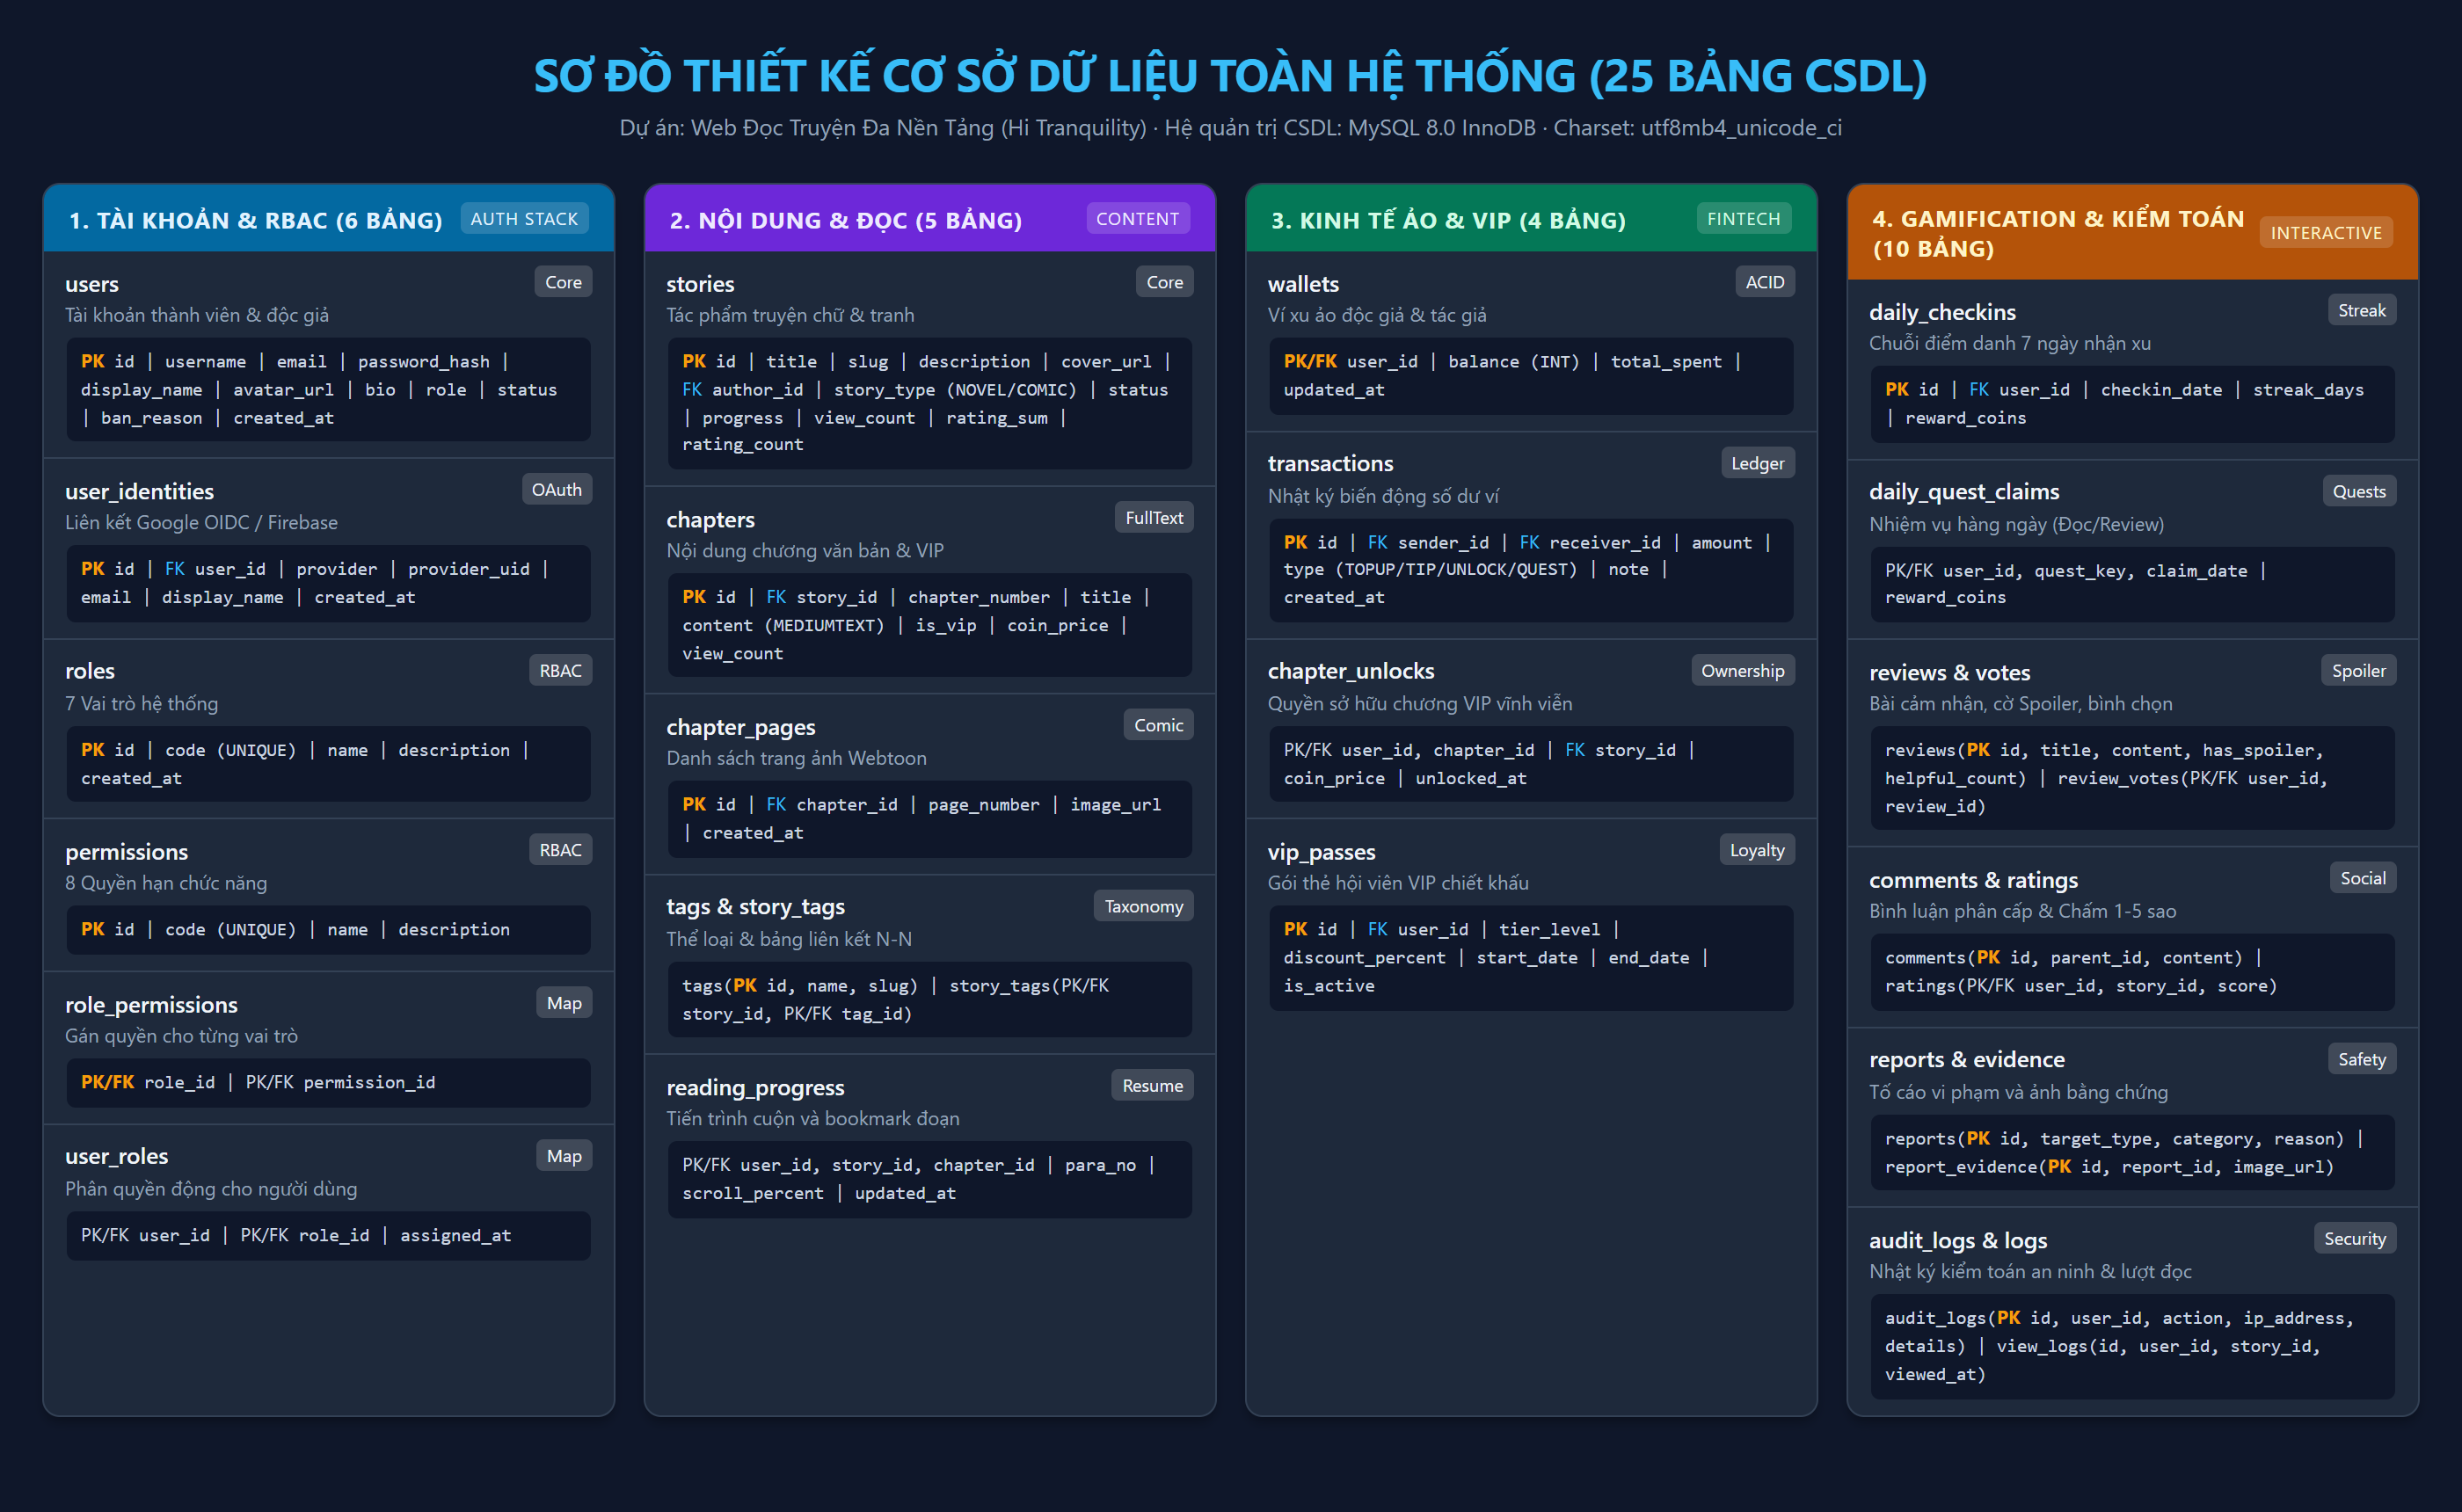 SƠ ĐỒ THIẾT KẾ CƠ SỞ DỮ LIỆU TOÀN HỆ THỐNG (25 BẢNG CSDL)
Dự án: Web Đọc Truyện Đa Nền Tảng (Hi Tranquility) · Hệ quản trị CSDL: MySQL 8.0 InnoDB · Charset: utf8mb4_unicode_ci
1. TÀI KHOẢN & RBAC (6 BẢNG)
AUTH STACK
users
Core
Tài khoản thành viên & độc giả
PK id | username | email | password_hash |
display_name | avatar_url | bio | role | status
| ban_reason | created_at
user_identities
OAuth
Liên kết Google OIDC / Firebase
PK id | FK user_id | provider | provider_uid |
email | display_name | created_at
roles
RBAC
7 Vai trò hệ thống
PK id | code (UNIQUE) | name | description |
created_at
permissions
RBAC
8 Quyền hạn chức năng
PK id | code (UNIQUE) | name | description
role_permissions
Map
Gán quyền cho từng vai trò
PK/FK role_id | PK/FK permission_id
user_roles
Map
Phân quyền động cho người dùng
PK/FK user_id | PK/FK role_id | assigned_at
2. NỘI DUNG & ĐỌC (5 BẢNG)
CONTENT
stories
Core
Tác phẩm truyện chữ & tranh
PK id | title | slug | description | cover_url |
FK author_id | story_type (NOVEL/COMIC) | status
| progress | view_count | rating_sum |
rating_count
chapters
FullText
Nội dung chương văn bản & VIP
PK id | FK story_id | chapter_number | title |
content (MEDIUMTEXT) | is_vip | coin_price |
view_count
chapter_pages
Comic
Danh sách trang ảnh Webtoon
PK id | FK chapter_id | page_number | image_url
| created_at
tags & story_tags
Taxonomy
Thể loại & bảng liên kết N-N
tags(PK id, name, slug) | story_tags(PK/FK
story_id, PK/FK tag_id)
reading_progress
Resume
Tiến trình cuộn và bookmark đoạn
PK/FK user_id, story_id, chapter_id | para_no |
scroll_percent | updated_at
3. KINH TẾ ẢO & VIP (4 BẢNG)
FINTECH
wallets
ACID
Ví xu ảo độc giả & tác giả
PK/FK user_id | balance (INT) | total_spent |
updated_at
transactions
Ledger
Nhật ký biến động số dư ví
PK id | FK sender_id | FK receiver_id | amount |
type (TOPUP/TIP/UNLOCK/QUEST) | note |
created_at
chapter_unlocks
Ownership
Quyền sở hữu chương VIP vĩnh viễn
PK/FK user_id, chapter_id | FK story_id |
coin_price | unlocked_at
vip_passes
Loyalty
Gói thẻ hội viên VIP chiết khấu
PK id | FK user_id | tier_level |
discount_percent | start_date | end_date |
is_active
4. GAMIFICATION & KIỂM TOÁN
(10 BẢNG)
INTERACTIVE
daily_checkins
Streak
Chuỗi điểm danh 7 ngày nhận xu
PK id | FK user_id | checkin_date | streak_days
| reward_coins
daily_quest_claims
Quests
Nhiệm vụ hàng ngày (Đọc/Review)
PK/FK user_id, quest_key, claim_date |
reward_coins
reviews & votes
Spoiler
Bài cảm nhận, cờ Spoiler, bình chọn
reviews(PK id, title, content, has_spoiler,
helpful_count) | review_votes(PK/FK user_id,
review_id)
comments & ratings
Social
Bình luận phân cấp & Chấm 1-5 sao
comments(PK id, parent_id, content) |
ratings(PK/FK user_id, story_id, score)
reports & evidence
Safety
Tố cáo vi phạm và ảnh bằng chứng
reports(PK id, target_type, category, reason) |
report_evidence(PK id, report_id, image_url)
audit_logs & logs
Security
Nhật ký kiểm toán an ninh & lượt đọc
audit_logs(PK id, user_id, action, ip_address,
details) | view_logs(id, user_id, story_id,
viewed_at)